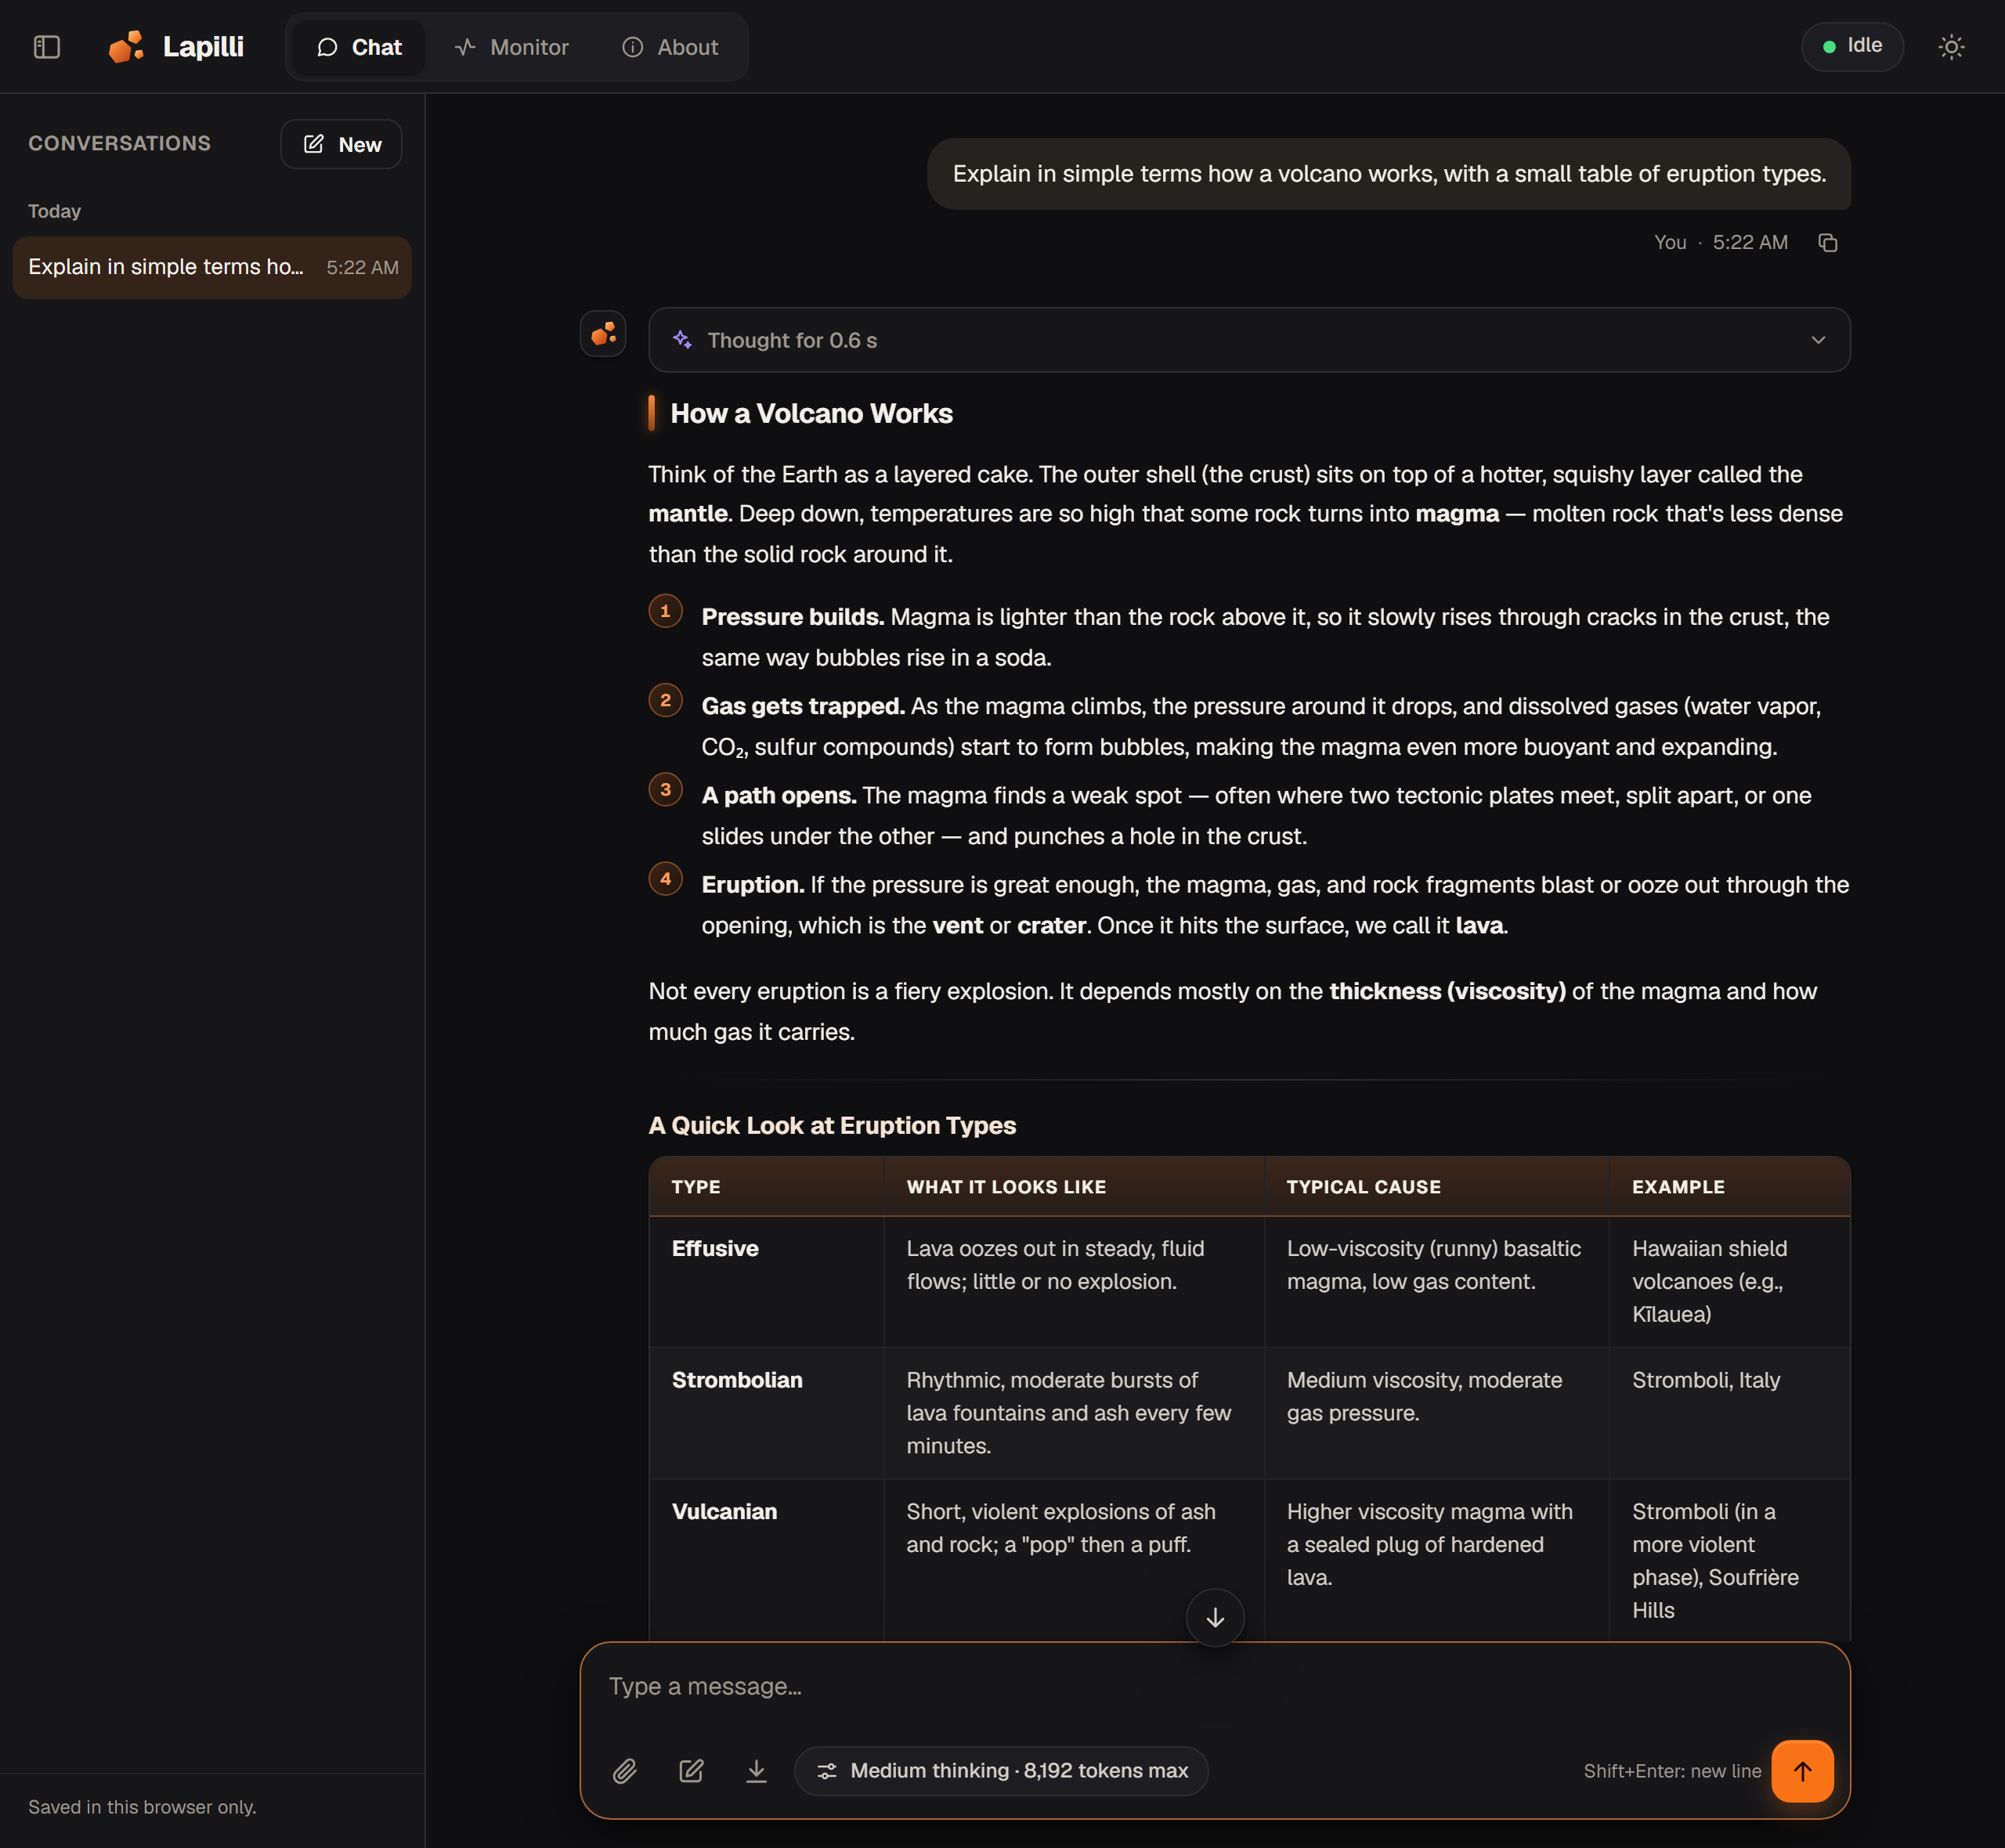 Lapilli
Chat
Monitor
About
Idle
CONVERSATIONS
New
Today
Explain in simple terms ho...
5:22 AM
Saved in this browser only.
Explain in simple terms how a volcano works, with a small table of eruption types.
You · 5:22 AM
Thought for 0.6 s
How a Volcano Works
Think of the Earth as a layered cake. The outer shell (the crust) sits on top of a hotter, squishy layer called the
mantle. Deep down, temperatures are so high that some rock turns into magma — molten rock that's less dense
than the solid rock around it.
1 Pressure builds. Magma is lighter than the rock above it, so it slowly rises through cracks in the crust, the
same way bubbles rise in a soda.
2 Gas gets trapped. As the magma climbs, the pressure around it drops, and dissolved gases (water vapor,
CO₂, sulfur compounds) start to form bubbles, making the magma even more buoyant and expanding.
3 A path opens. The magma finds a weak spot — often where two tectonic plates meet, split apart, or one
slides under the other — and punches a hole in the crust.
4 Eruption. If the pressure is great enough, the magma, gas, and rock fragments blast or ooze out through the
opening, which is the vent or crater. Once it hits the surface, we call it lava.
Not every eruption is a fiery explosion. It depends mostly on the thickness (viscosity) of the magma and how
much gas it carries.
A Quick Look at Eruption Types
TYPE
WHAT IT LOOKS LIKE
TYPICAL CAUSE
EXAMPLE
Effusive
Lava oozes out in steady, fluid
flows; little or no explosion.
Low-viscosity (runny) basaltic
magma, low gas content.
Hawaiian shield
volcanoes (e.g.,
Kīlauea)
Strombolian
Rhythmic, moderate bursts of
lava fountains and ash every few
minutes.
Medium viscosity, moderate
gas pressure.
Stromboli, Italy
Vulcanian
Short, violent explosions of ash
and rock; a "pop" then a puff.
Higher viscosity magma with
a sealed plug of hardened
lava.
Stromboli (in a
more violent
phase), Soufrière
Hills
Type a message...
Medium thinking · 8,192 tokens max
Shift+Enter: new line